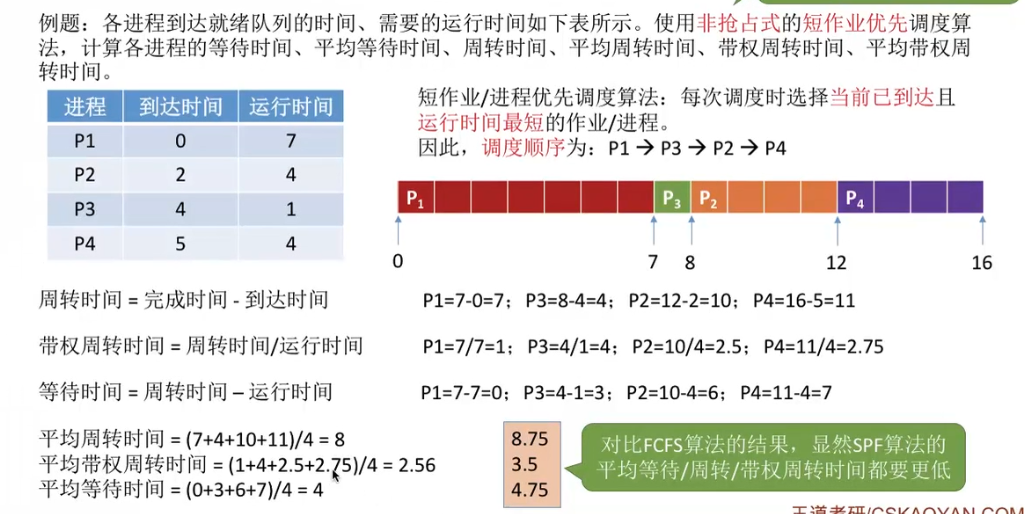 例题：各进程到达就绪队列的时间、需要的运行时间如下表所示。使用非抢占式的短作业优先调度算
法，计算各进程的等待时间、平均等待时间、周转时间、平均周转时间、带权周转时间、平均带权周
转时间。
进程 到达时间 运行时间
P1 0 7
P2 2 4
P3 4 1
P4 5 4
短作业/进程优先调度算法：每次调度时选择当前已到达且
运行时间最短的作业/进程。
因此，调度顺序为：P1 → P3 → P2 → P4
P1 P3 P2 P4
0 7 8 12 16
周转时间 = 完成时间 - 到达时间
P1=7-0=7；P3=8-4=4；P2=12-2=10；P4=16-5=11
带权周转时间 = 周转时间/运行时间
P1=7/7=1；P3=4/1=4；P2=10/4=2.5；P4=11/4=2.75
等待时间 = 周转时间 – 运行时间
P1=7-7=0；P3=4-1=3；P2=10-4=6；P4=11-4=7
平均周转时间 = (7+4+10+11)/4 = 8
平均带权周转时间 = (1+4+2.5+2.75)/4 = 2.56
平均等待时间 = (0+3+6+7)/4 = 4
8.75
3.5
4.75
对比FCFS算法的结果，显然SPF算法的
平均等待/周转/带权周转时间都要更低
王道考研/CSKAOYAN.COM